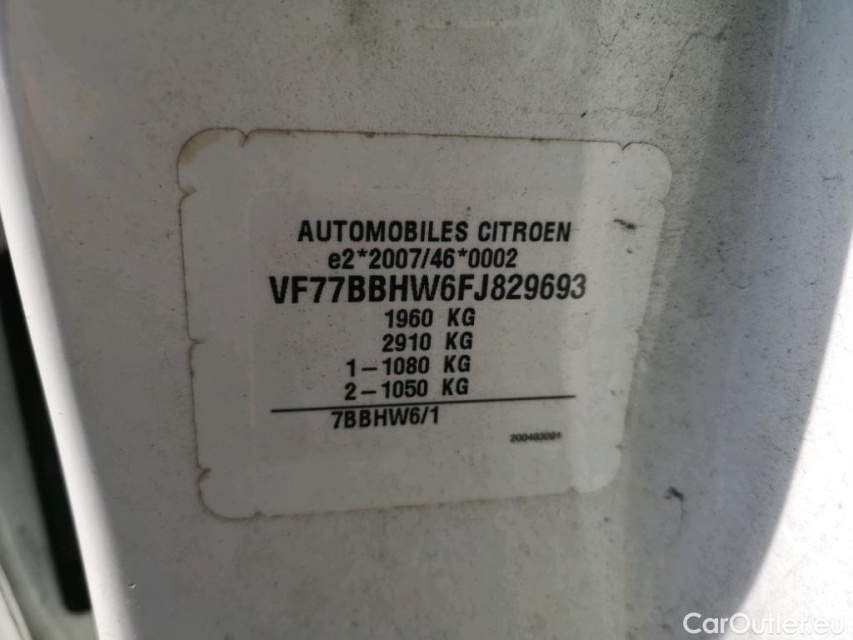 AUTOMOBILES CITROEN
e2*2007/46*0002
VF77BBHW6FJ829693
1960 KG
2910 KG
1-1080 KG
2-1050 KG
7BBHW6/1
200483091
CarOutlet.eu